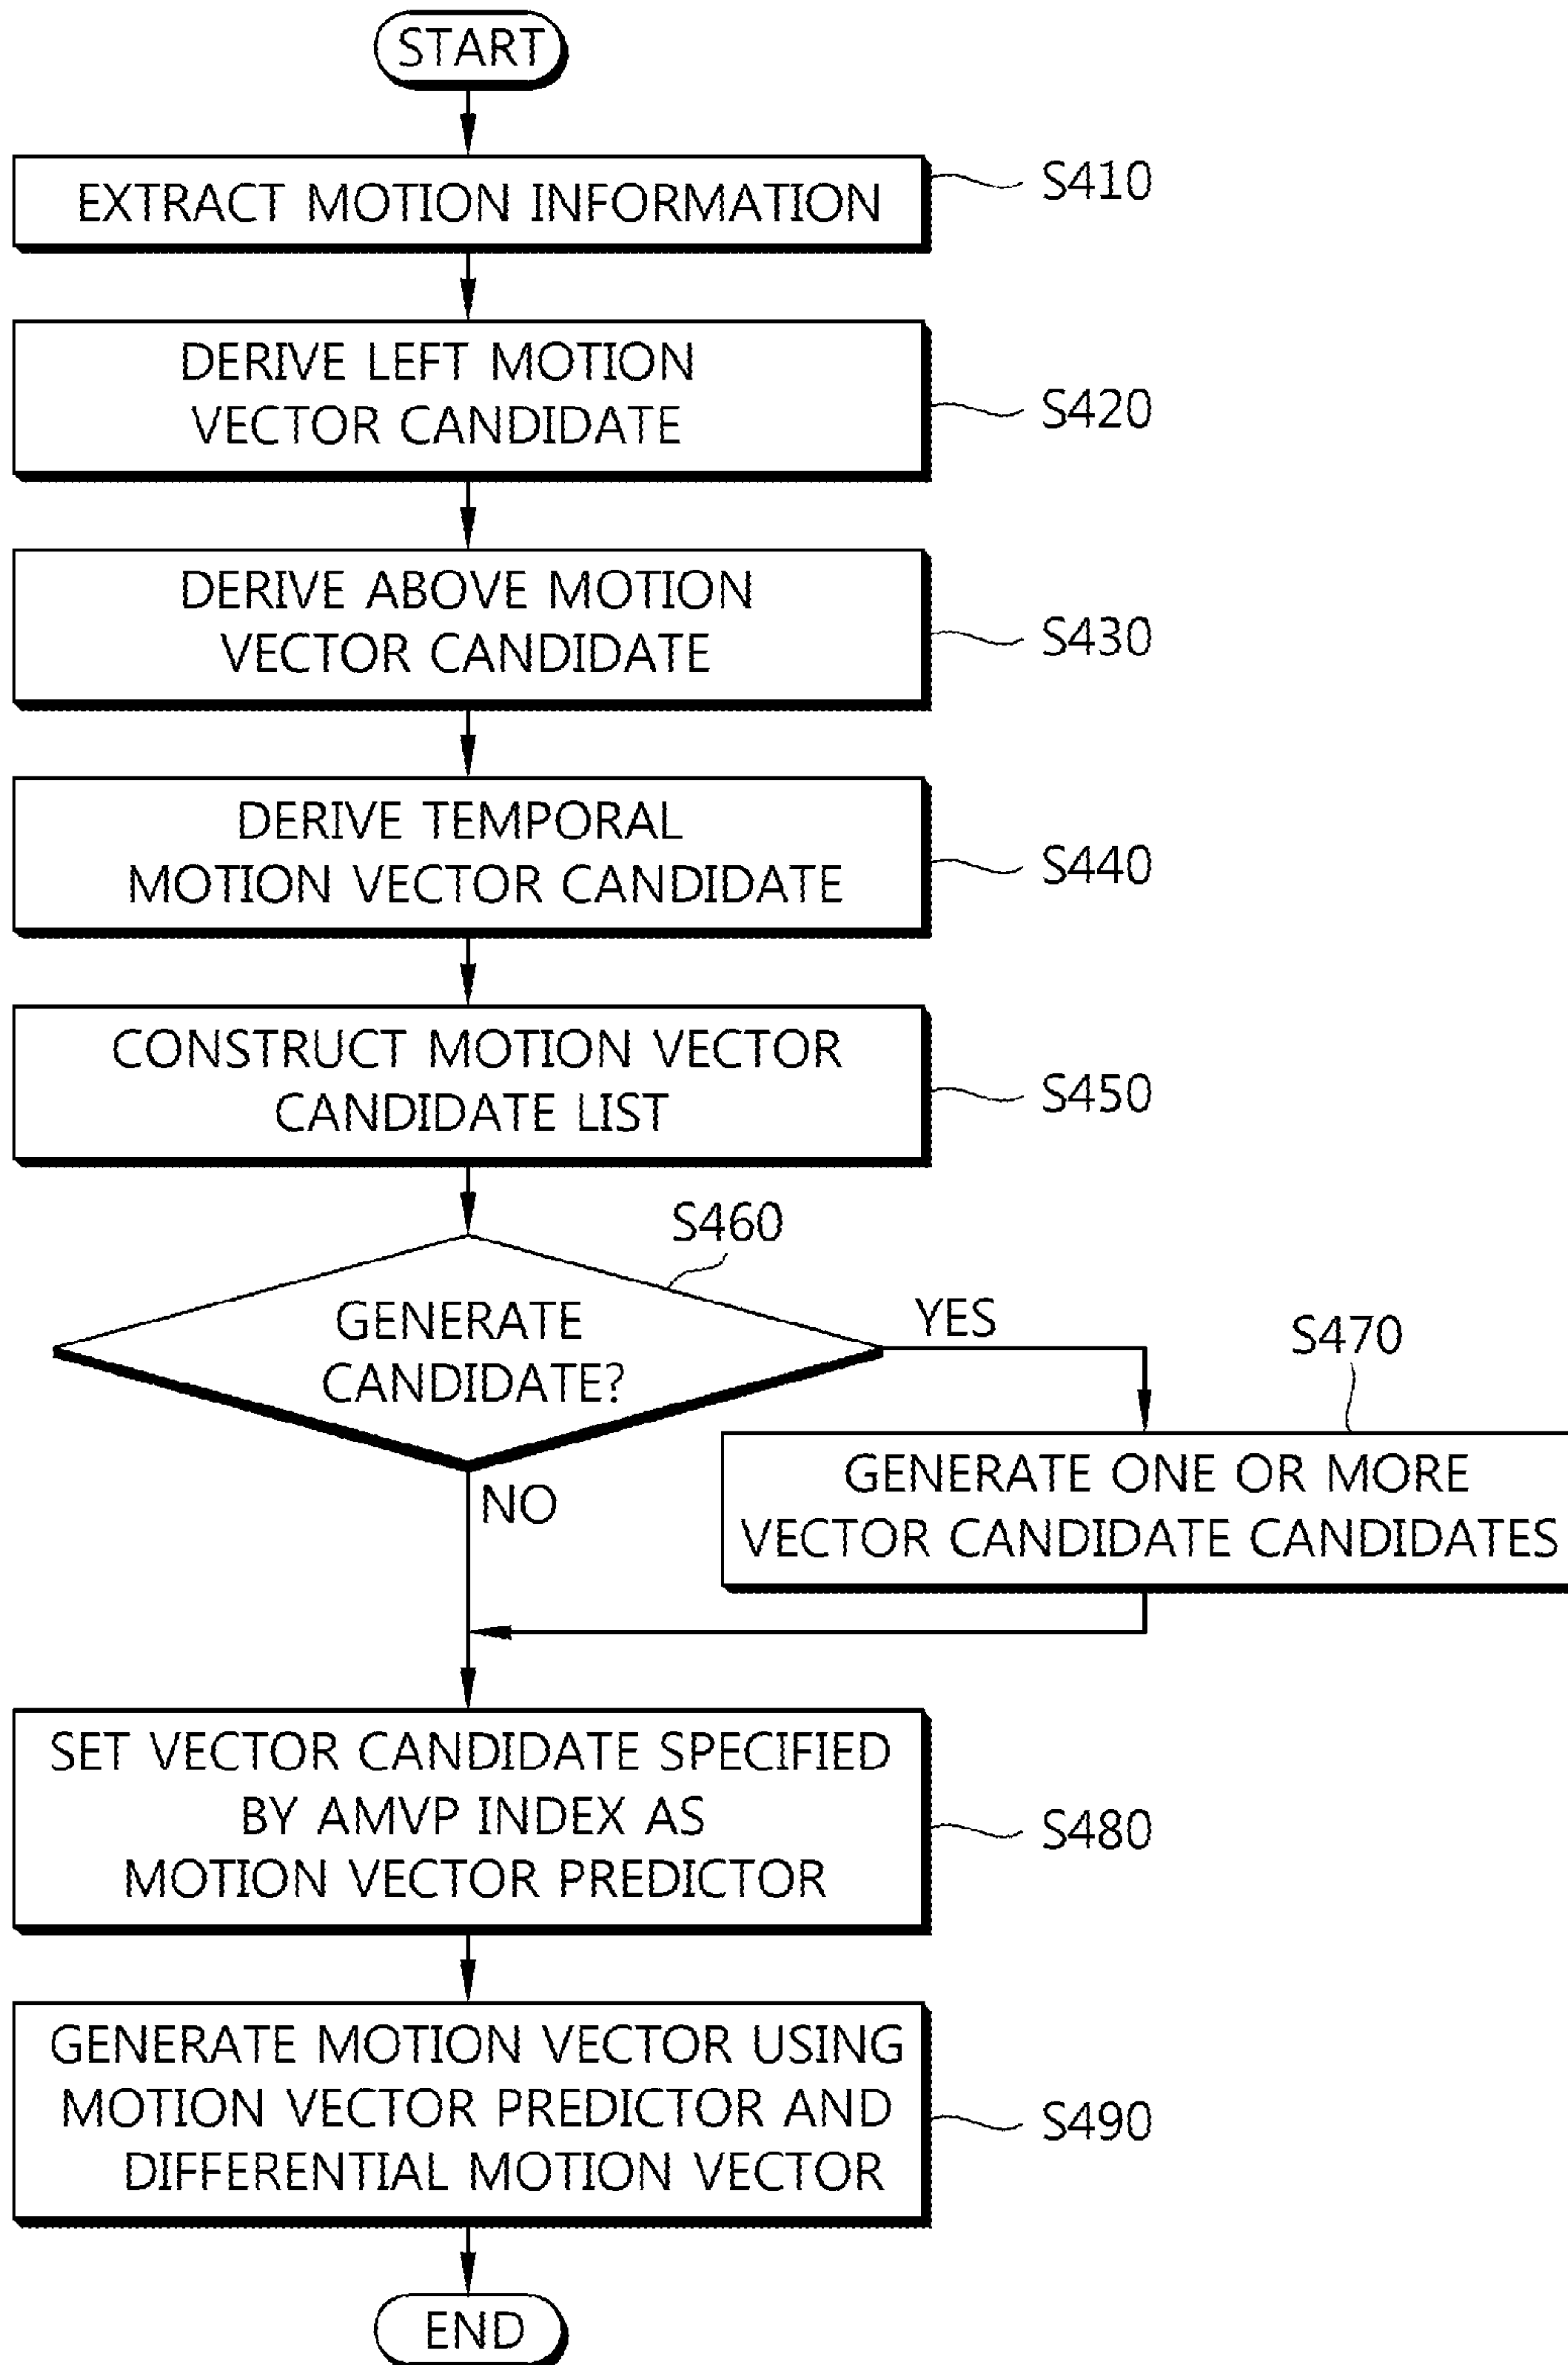 START
EXTRACT MOTION INFORMATION
S410
DERIVE LEFT MOTION
VECTOR CANDIDATE
S420
DERIVE ABOVE MOTION
VECTOR CANDIDATE
S430
DERIVE TEMPORAL
MOTION VECTOR CANDIDATE
S440
CONSTRUCT MOTION VECTOR
CANDIDATE LIST
S450
S460
GENERATE
CANDIDATE?
YES
NO
S470
GENERATE ONE OR MORE
VECTOR CANDIDATE CANDIDATES
SET VECTOR CANDIDATE SPECIFIED
BY AMVP INDEX AS
MOTION VECTOR PREDICTOR
S480
GENERATE MOTION VECTOR USING
MOTION VECTOR PREDICTOR AND
DIFFERENTIAL MOTION VECTOR
S490
END